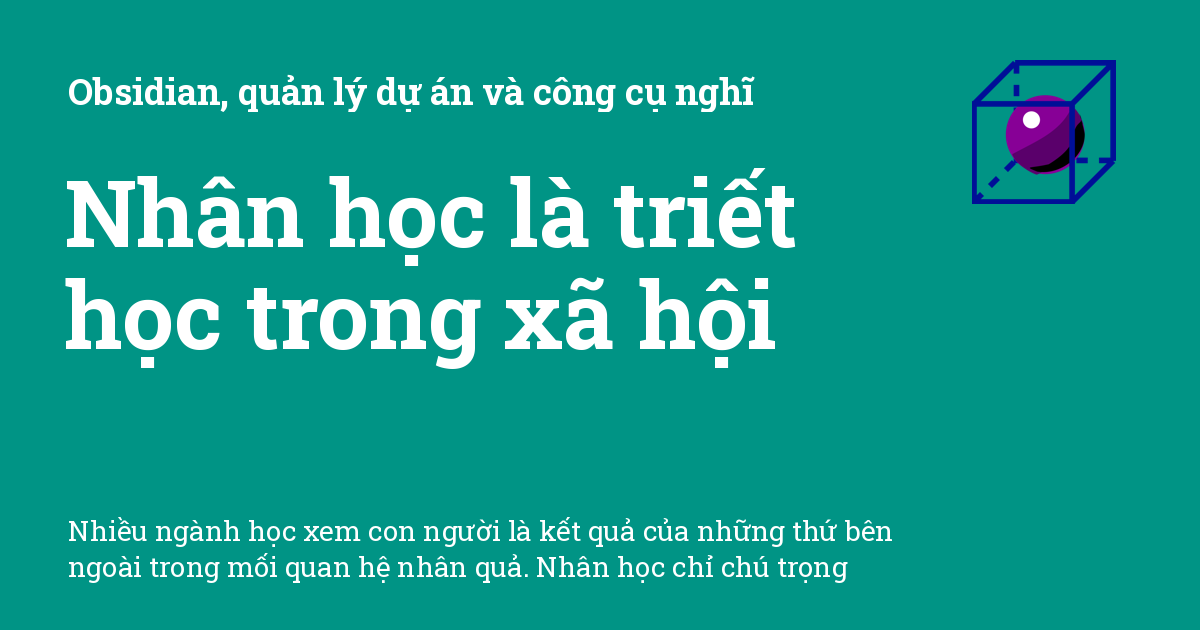 Obsidian, quản lý dự án và công cụ nghĩ
Nhân học là triết
học trong xã hội
Nhiều ngành học xem con người là kết quả của những thứ bên
ngoài trong mối quan hệ nhân quả. Nhân học chỉ chú trọng